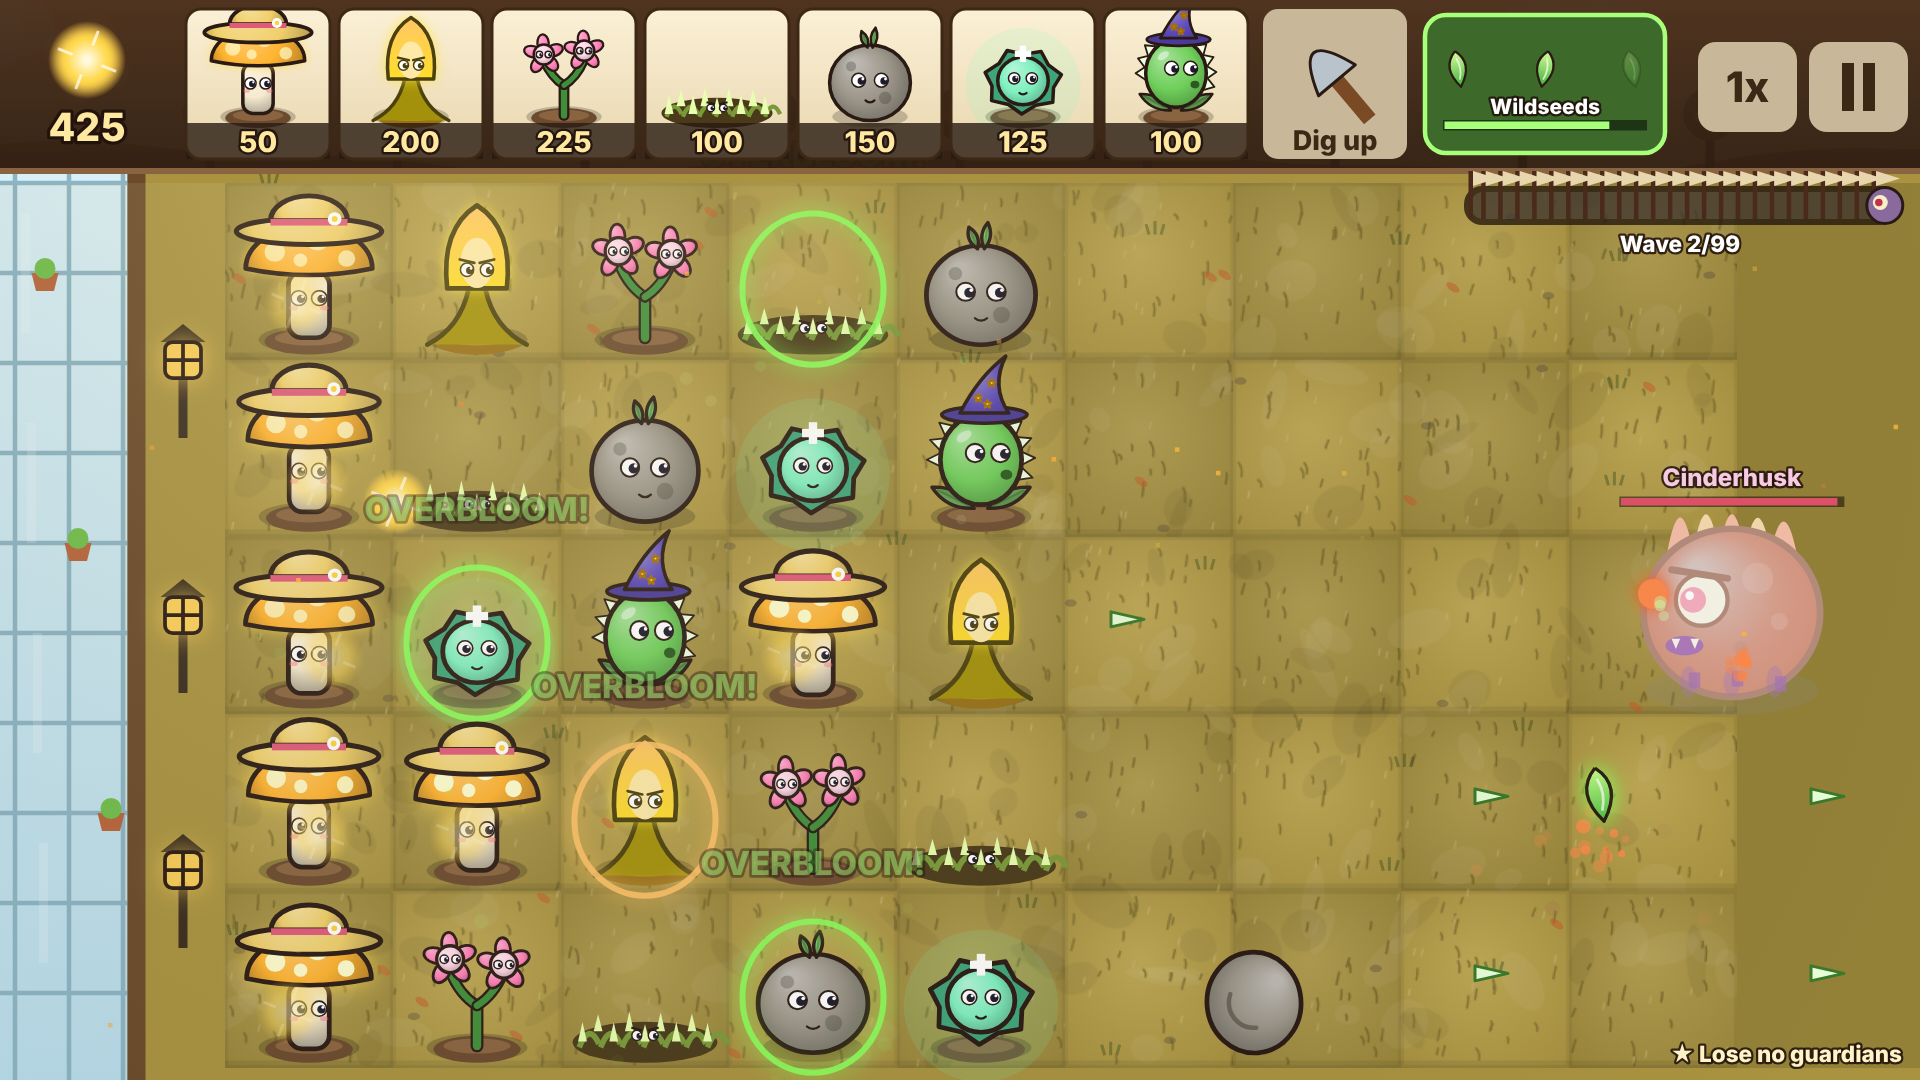 425
50
200
225
100
150
125
100
Dig up
Wildseeds
1x
Wave 2/99
Cinderhusk
OVERBLOOM!
OVERBLOOM!
OVERBLOOM!
★ Lose no guardians